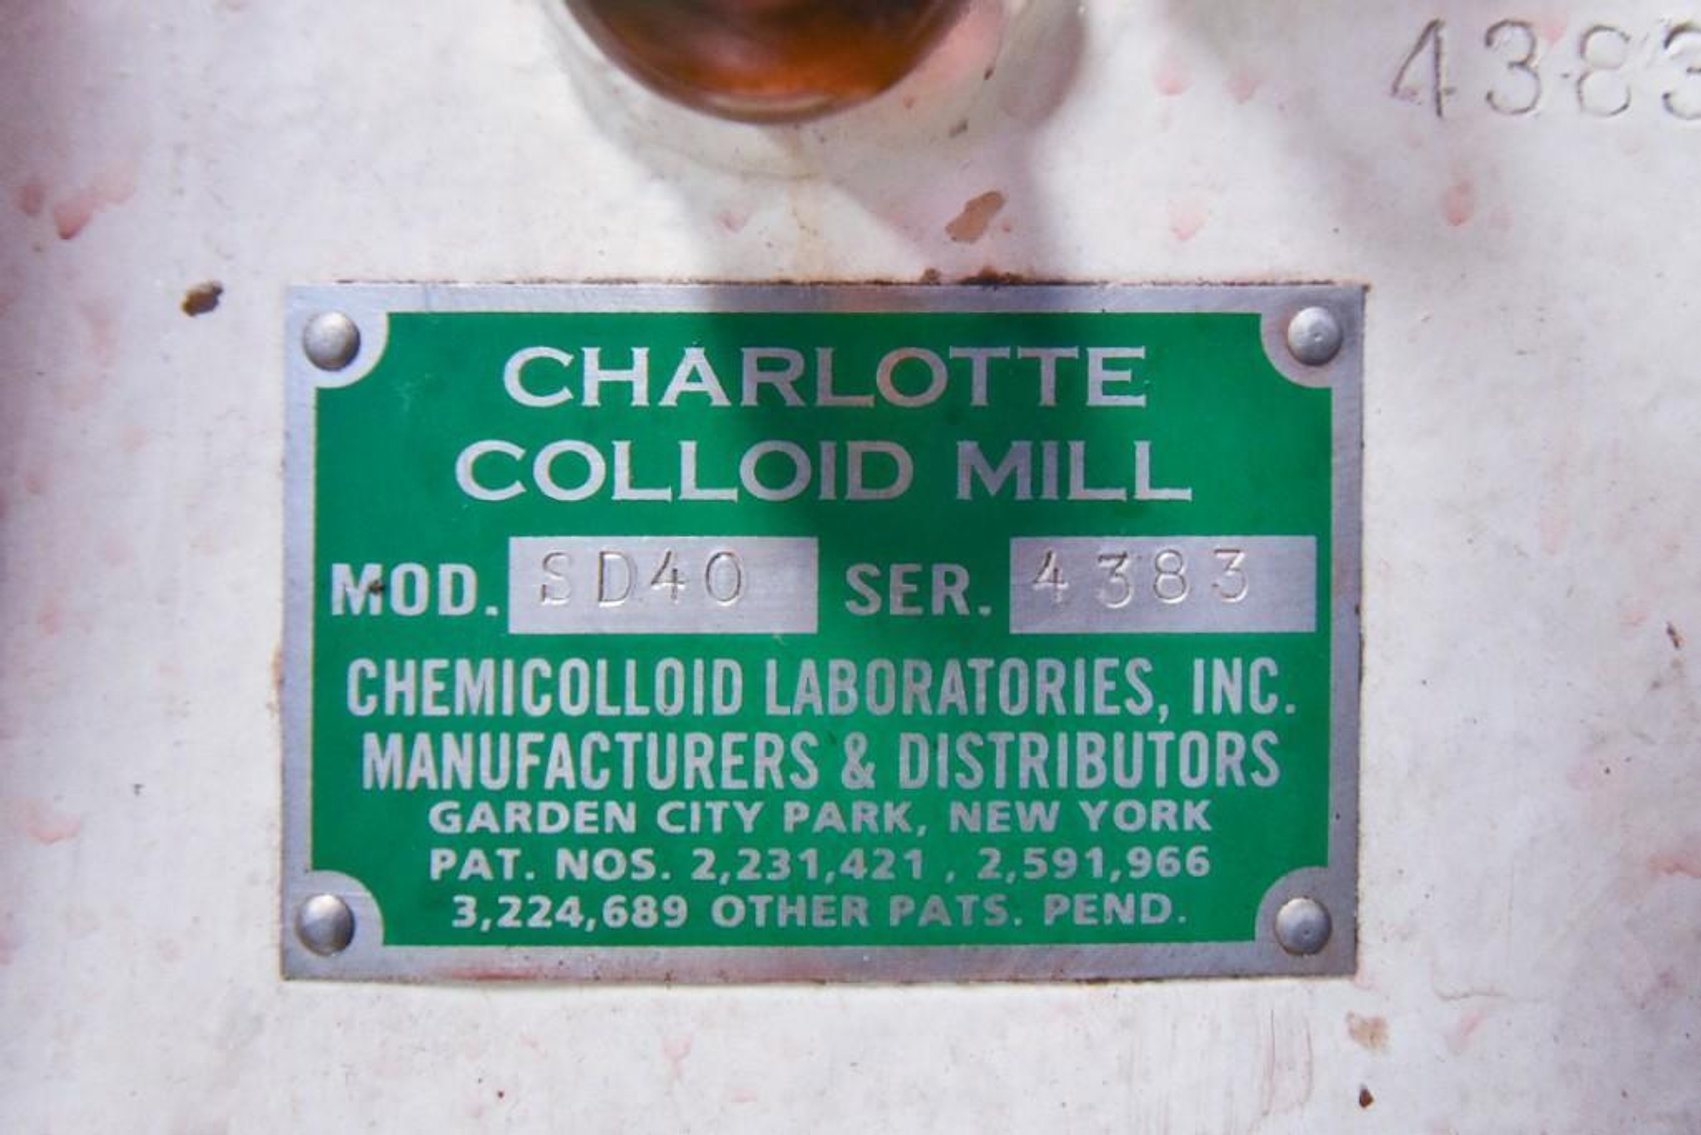 4383
CHARLOTTE
COLLOID MILL
MOD. SD40 SER. 4383
CHEMICOLLOID LABORATORIES, INC.
MANUFACTURERS & DISTRIBUTORS
GARDEN CITY PARK, NEW YORK
PAT. NOS. 2,231,421 , 2,591,966
3,224,689 OTHER PATS. PEND.